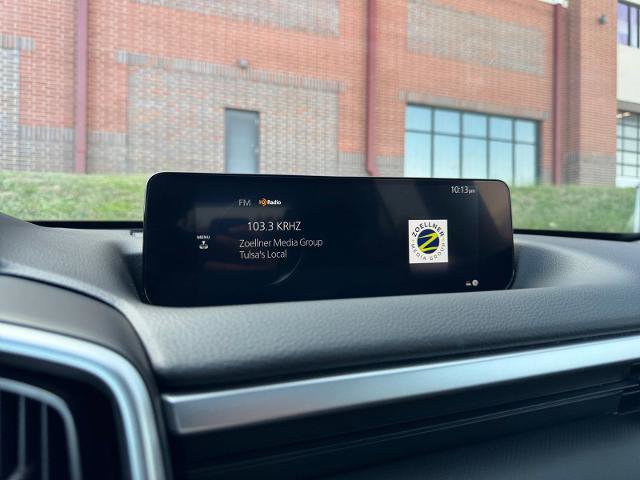 10:13pm
FM HD Radio
103.3 KRHZ
MENU
Zoellner Media Group
Tulsa's Local
ZOELLNER
Z
MEDIA GROUP